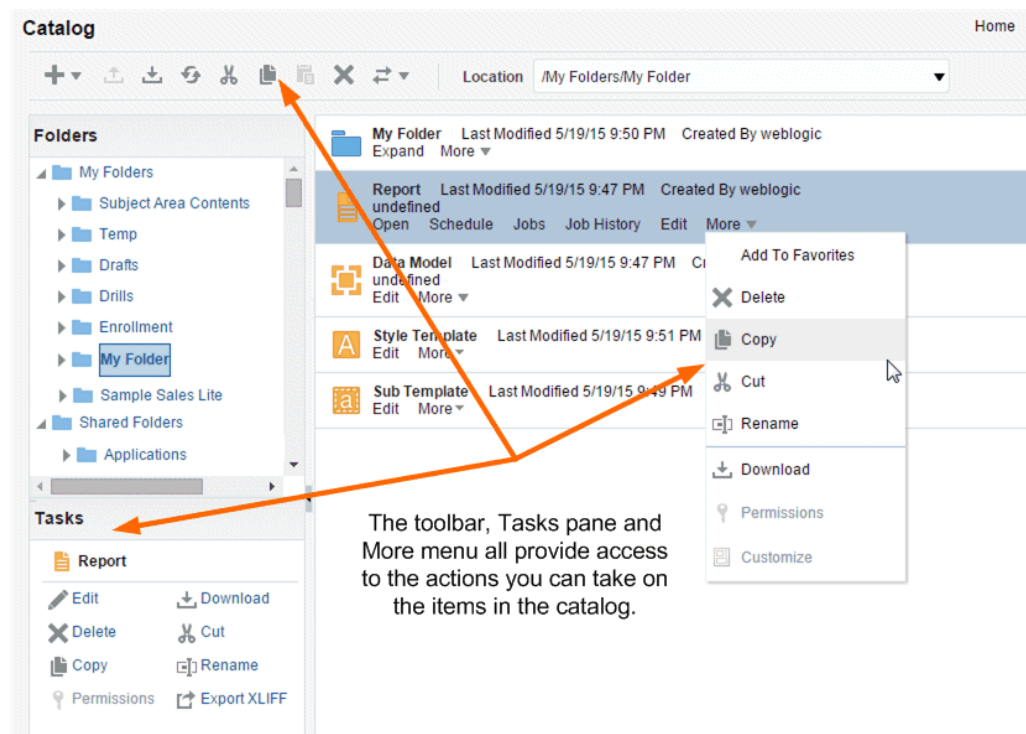 Catalog
Home
Location /My Folders/My Folder
Folders
My Folders
Subject Area Contents
Temp
Drafts
Drills
Enrollment
My Folder
Sample Sales Lite
Shared Folders
Applications
My Folder Last Modified 5/19/15 9:50 PM Created By weblogic
Expand More
Report Last Modified 5/19/15 9:47 PM Created By weblogic
undefined
Open Schedule Jobs Job History Edit More
Data Model Last Modified 5/19/15 9:47 PM Cr
undefined
Edit More
Style Template Last Modified 5/19/15 9:51 PM
Edit More
Sub Template Last Modified 5/19/15 9:49 PM
Edit More
Add To Favorites
Delete
Copy
Cut
Rename
Download
Permissions
Customize
Tasks
Report
Edit Download
Delete Cut
Copy Rename
Permissions Export XLIFF
The toolbar, Tasks pane and
More menu all provide access
to the actions you can take on
the items in the catalog.